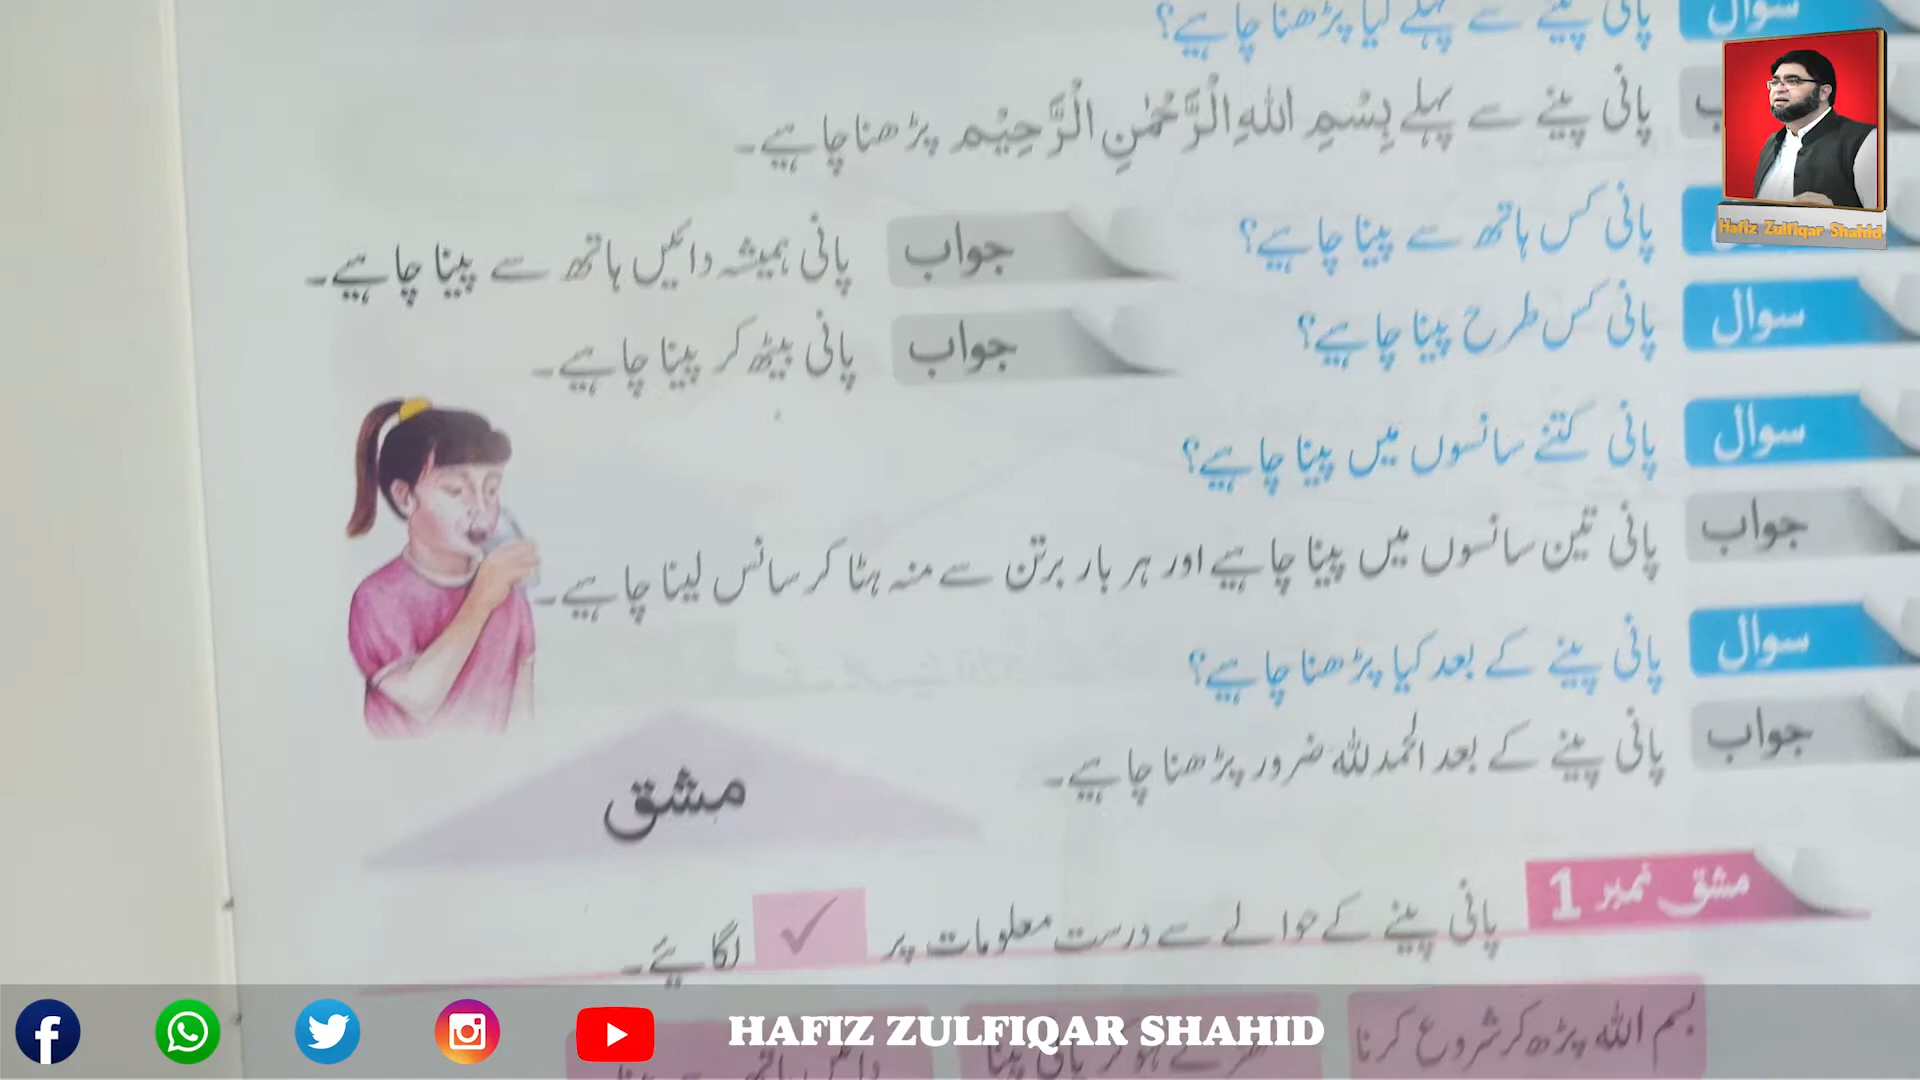 سوال پانی پینے سے پہلے کیا پڑھنا چاہیے؟
پانی پینے سے پہلے بِسْمِ اللهِ الرَّحْمٰنِ الرَّحِيْمِ پڑھنا چاہیے۔
پانی کس ہاتھ سے پینا چاہیے؟ جواب پانی ہمیشہ دائیں ہاتھ سے پینا چاہیے۔
سوال پانی کس طرح پینا چاہیے؟ جواب پانی بیٹھ کر پینا چاہیے۔
سوال پانی کتنے سانسوں میں پینا چاہیے؟
جواب پانی تین سانسوں میں پینا چاہیے اور ہر بار برتن سے منہ ہٹا کر سانس لینا چاہیے۔
سوال پانی پینے کے بعد کیا پڑھنا چاہیے؟
جواب پانی پینے کے بعد الحمدللہ ضرور پڑھنا چاہیے۔
مشق
مشق نمبر 1 پانی پینے کے حوالے سے درست معلومات پر ✓ لگائیے۔
بسم اللہ پڑھ کر شروع کرنا
Hafiz Zulfiqar Shahid
HAFIZ ZULFIQAR SHAHID